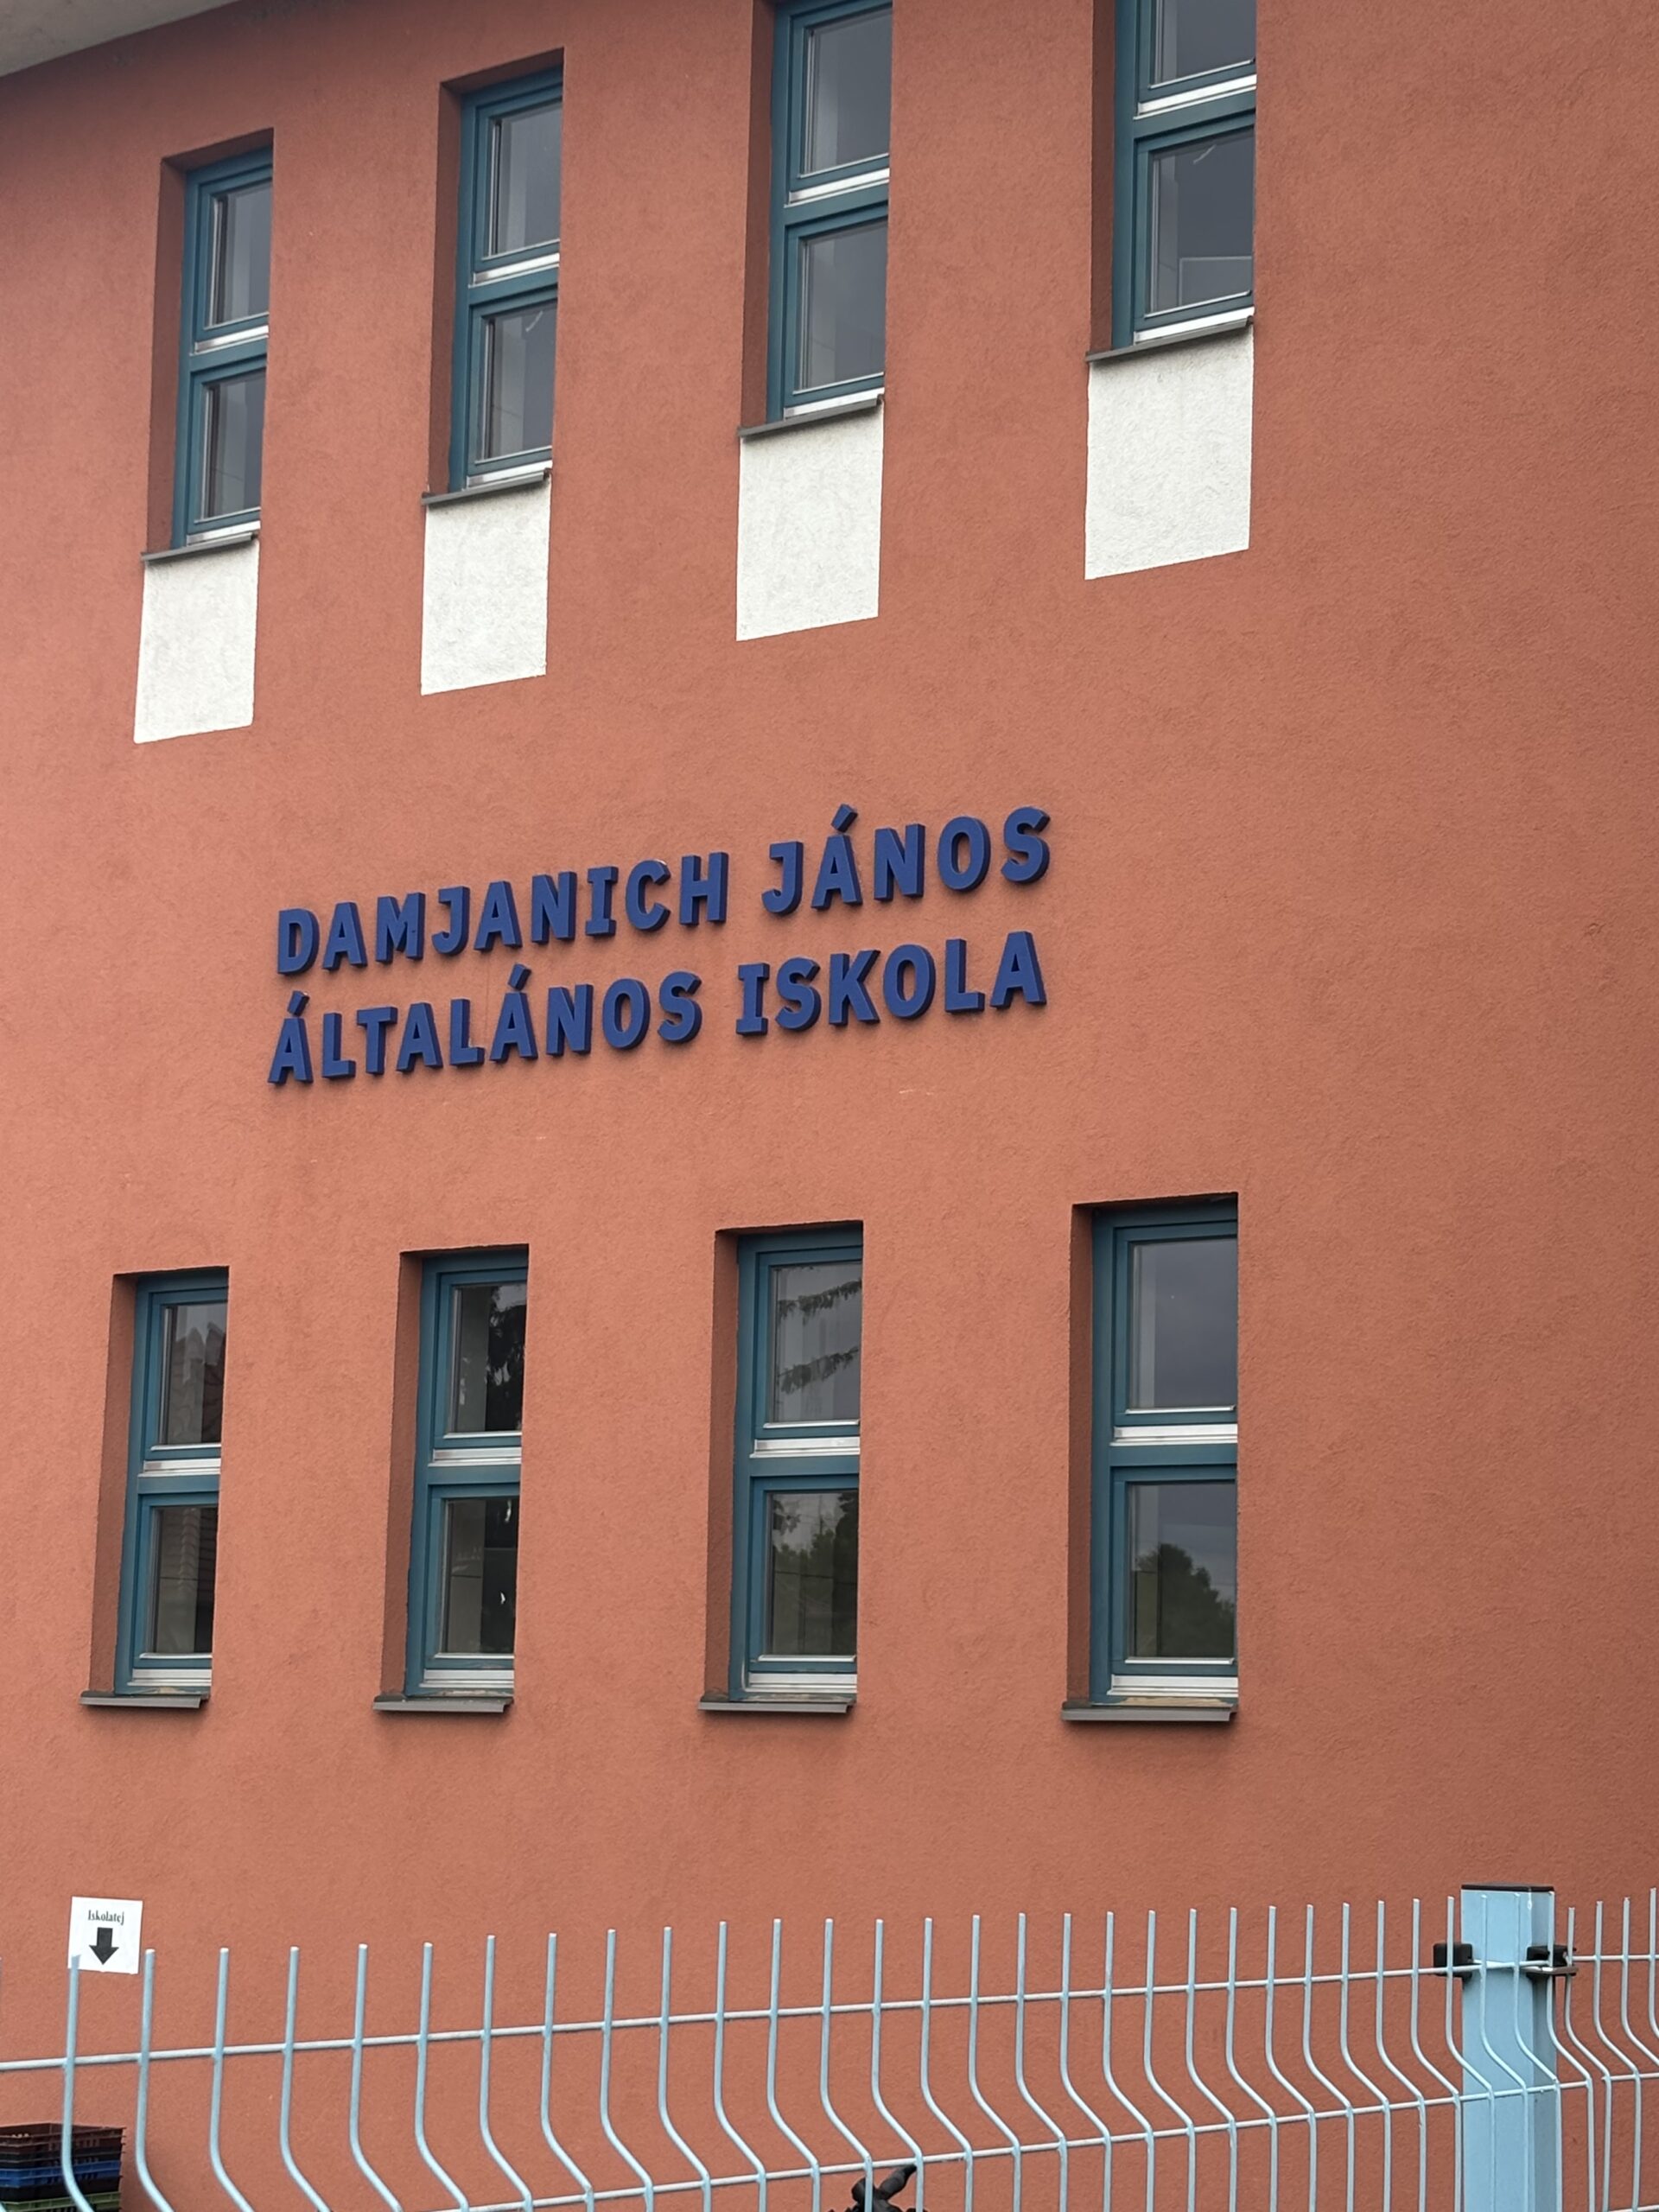 DAMJANICH JÁNOS
ÁLTALÁNOS ISKOLA
Iskolatej